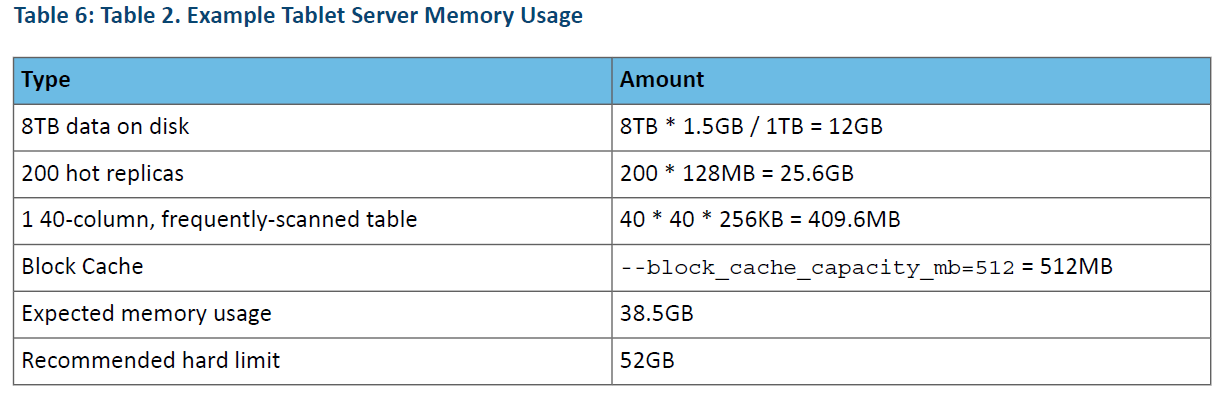 Table 6: Table 2. Example Tablet Server Memory Usage
Type Amount
8TB data on disk 8TB * 1.5GB / 1TB = 12GB
200 hot replicas 200 * 128MB = 25.6GB
1 40-column, frequently-scanned table 40 * 40 * 256KB = 409.6MB
Block Cache --block_cache_capacity_mb=512 = 512MB
Expected memory usage 38.5GB
Recommended hard limit 52GB